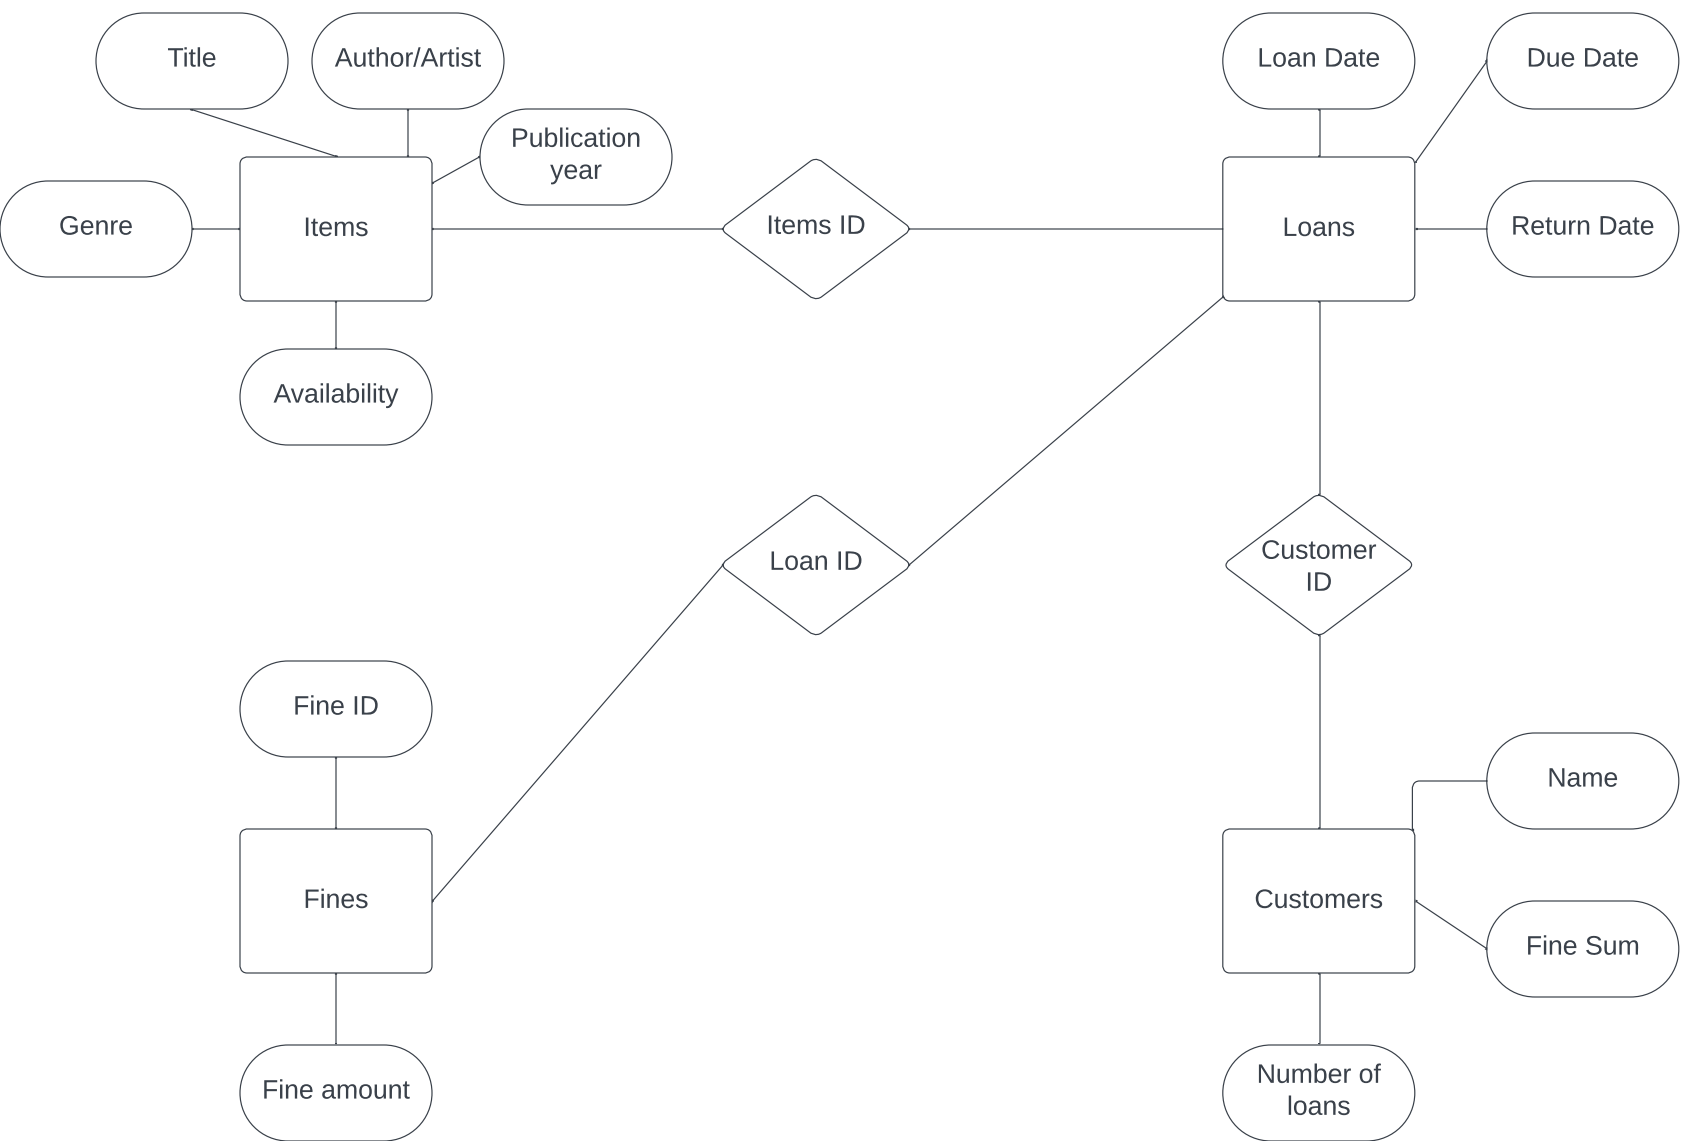 Title
Author/Artist
Loan Date
Due Date
Publication
year
Genre
Items
Items ID
Loans
Return Date
Availability
Loan ID
Customer
ID
Fine ID
Name
Fines
Customers
Fine Sum
Fine amount
Number of
loans